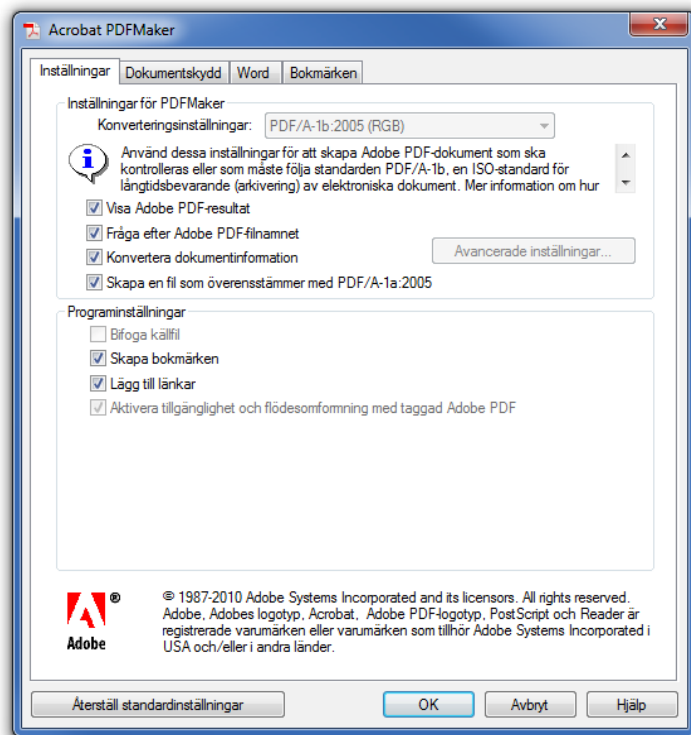 Acrobat PDFMaker
Inställningar Dokumentskydd Word Bokmärken
Inställningar för PDFMaker
Konverteringsinställningar: PDF/A-1b:2005 (RGB)
Använd dessa inställningar för att skapa Adobe PDF-dokument som ska
kontrolleras eller som måste följa standarden PDF/A-1b, en ISO-standard för
långtidsbevarande (arkivering) av elektroniska dokument. Mer information om hur
Visa Adobe PDF-resultat
Fråga efter Adobe PDF-filnamnet
Konvertera dokumentinformation
Avancerade inställningar...
Skapa en fil som överensstämmer med PDF/A-1a:2005
Programinställningar
Bifoga källfil
Skapa bokmärken
Lägg till länkar
Aktivera tillgänglighet och flödesomformning med taggad Adobe PDF
® © 1987-2010 Adobe Systems Incorporated and its licensors. All rights reserved.
Adobe, Adobes logotyp, Acrobat, Adobe PDF-logotyp, PostScript och Reader är
registrerade varumärken eller varumärken som tillhör Adobe Systems Incorporated i
USA och/eller i andra länder.
Adobe
Återställ standardinställningar OK Avbryt Hjälp